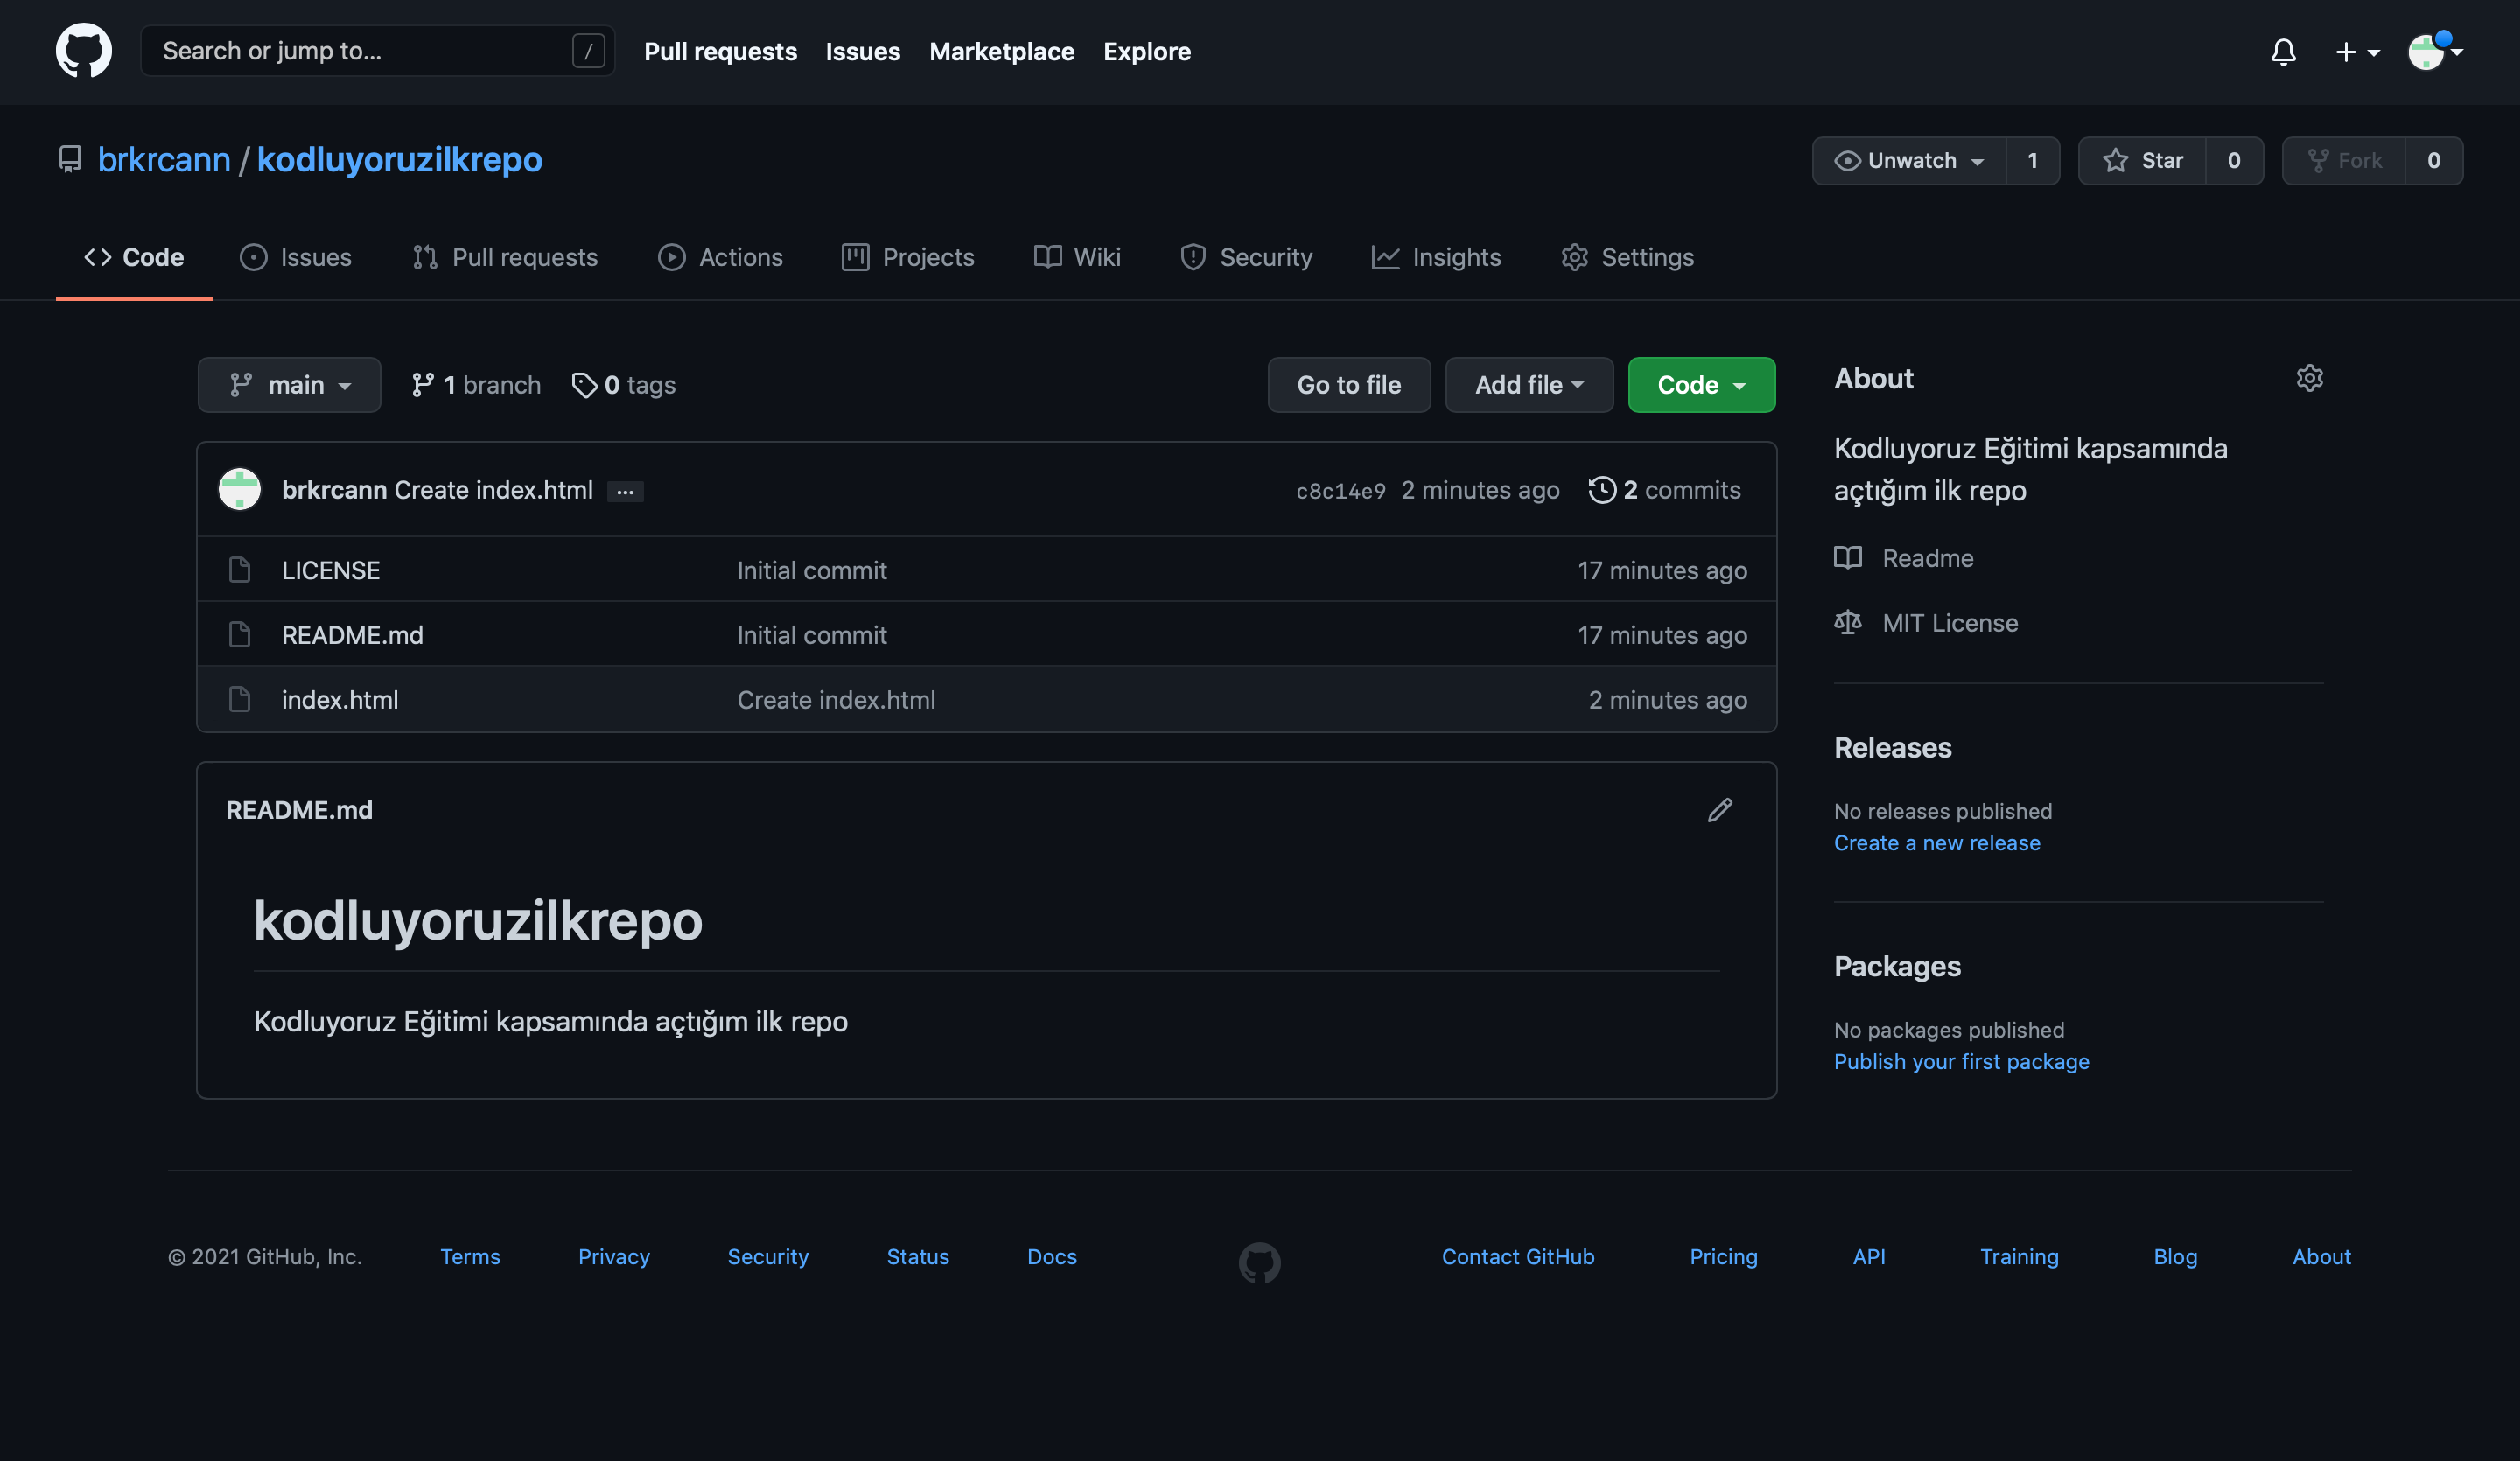 Search or jump to... / Pull requests Issues Marketplace Explore
brkrcann / kodluyoruzilkrepo Unwatch 1 Star 0 Fork 0
Code Issues Pull requests Actions Projects Wiki Security Insights Settings
main 1 branch 0 tags Go to file Add file Code
brkrcann Create index.html ... c8c14e9 2 minutes ago 2 commits
LICENSE Initial commit 17 minutes ago
README.md Initial commit 17 minutes ago
index.html Create index.html 2 minutes ago
README.md
kodluyoruzilkrepo
Kodluyoruz Eğitimi kapsamında açtığım ilk repo
About
Kodluyoruz Eğitimi kapsamında
açtığım ilk repo
Readme
MIT License
Releases
No releases published
Create a new release
Packages
No packages published
Publish your first package
© 2021 GitHub, Inc. Terms Privacy Security Status Docs Contact GitHub Pricing API Training Blog About